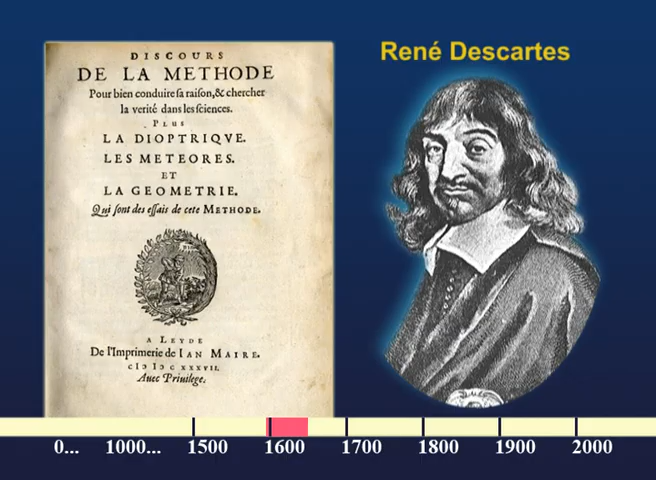 René Descartes
DISCOURS
DE LA METHODE
Pour bien conduire ſa raiſon, & chercher
la verité dans les ſciences.
PLUS
LA DIOPTRIQVE.
LES METEORES.
ET
LA GEOMETRIE.
Qui ſont des eſſais de cete METHODE.
A LEYDE
De l'Imprimerie de IAN MAIRE.
cIↃ IↃ C XXXVII.
Auec Priuilege.
0... 1000... 1500 1600 1700 1800 1900 2000